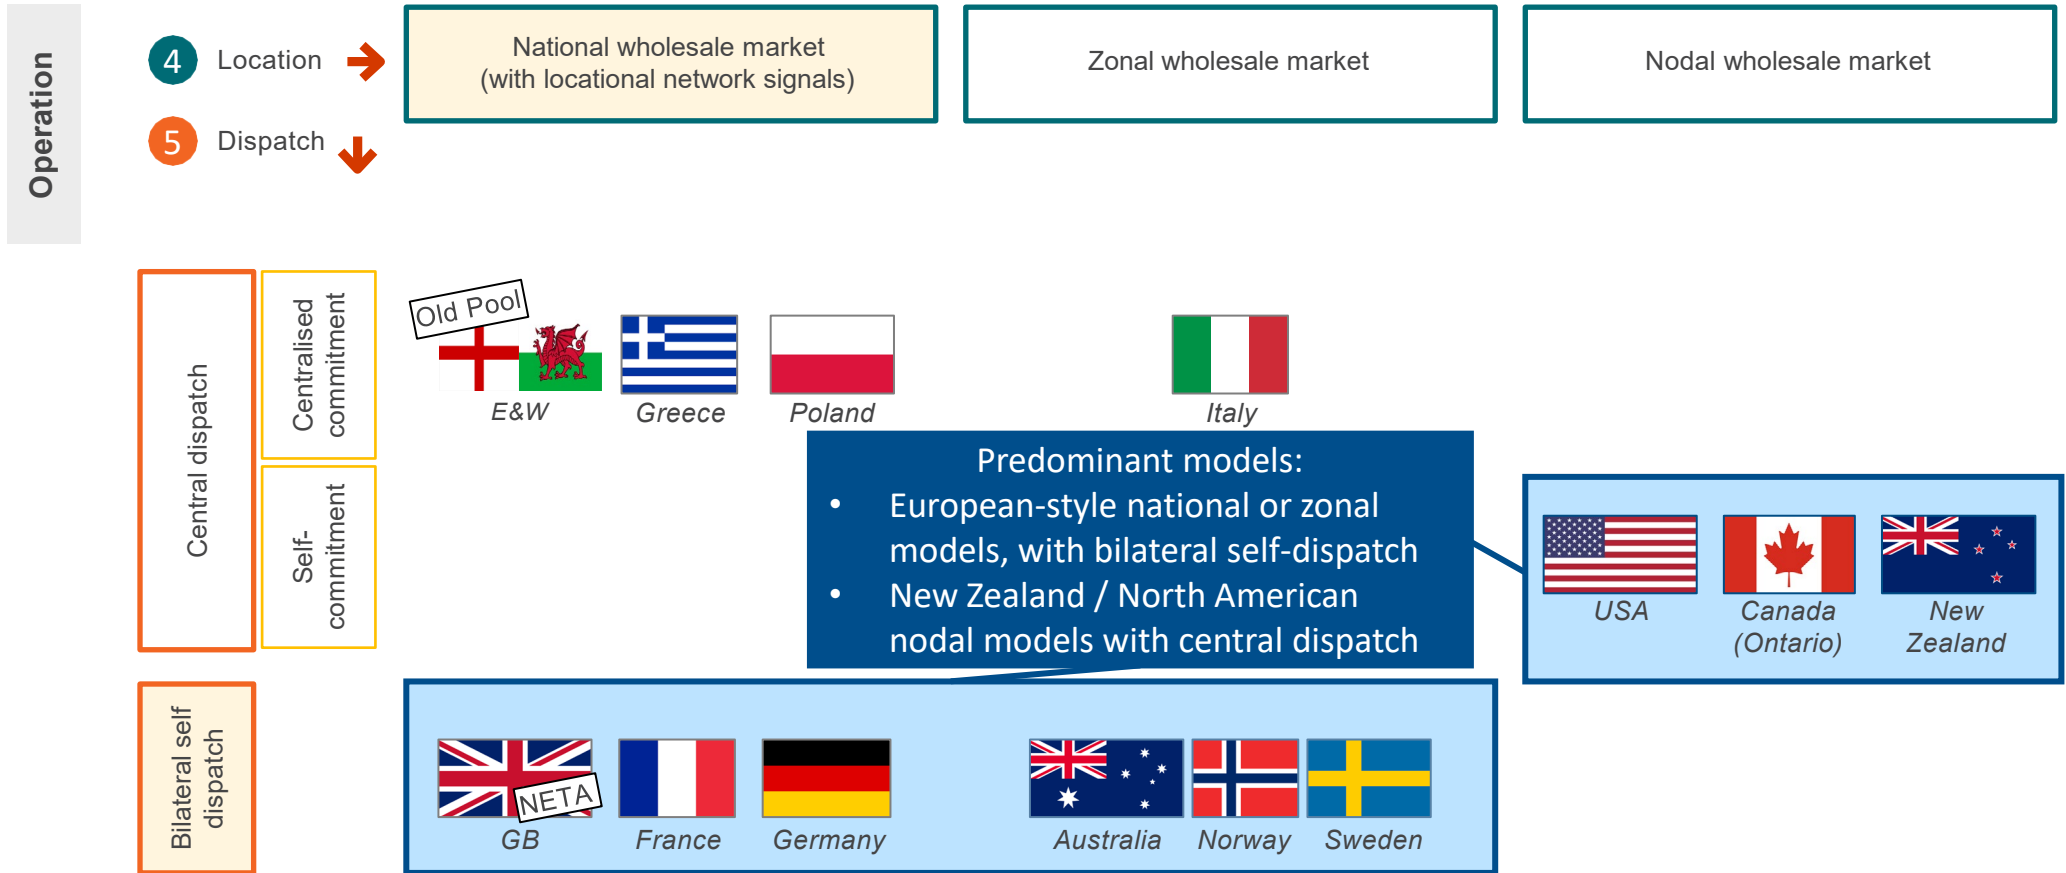 Operation
4 Location
5 Dispatch
National wholesale market
(with locational network signals)
Zonal wholesale market
Nodal wholesale market
Central dispatch
Centralised
commitment
Self-
commitment
Old Pool
E&W
Greece
Poland
Italy
Predominant models:
• European-style national or zonal
models, with bilateral self-dispatch
• New Zealand / North American
nodal models with central dispatch
USA
Canada
(Ontario)
New
Zealand
Bilateral self
dispatch
NETA
GB
France
Germany
Australia
Norway
Sweden